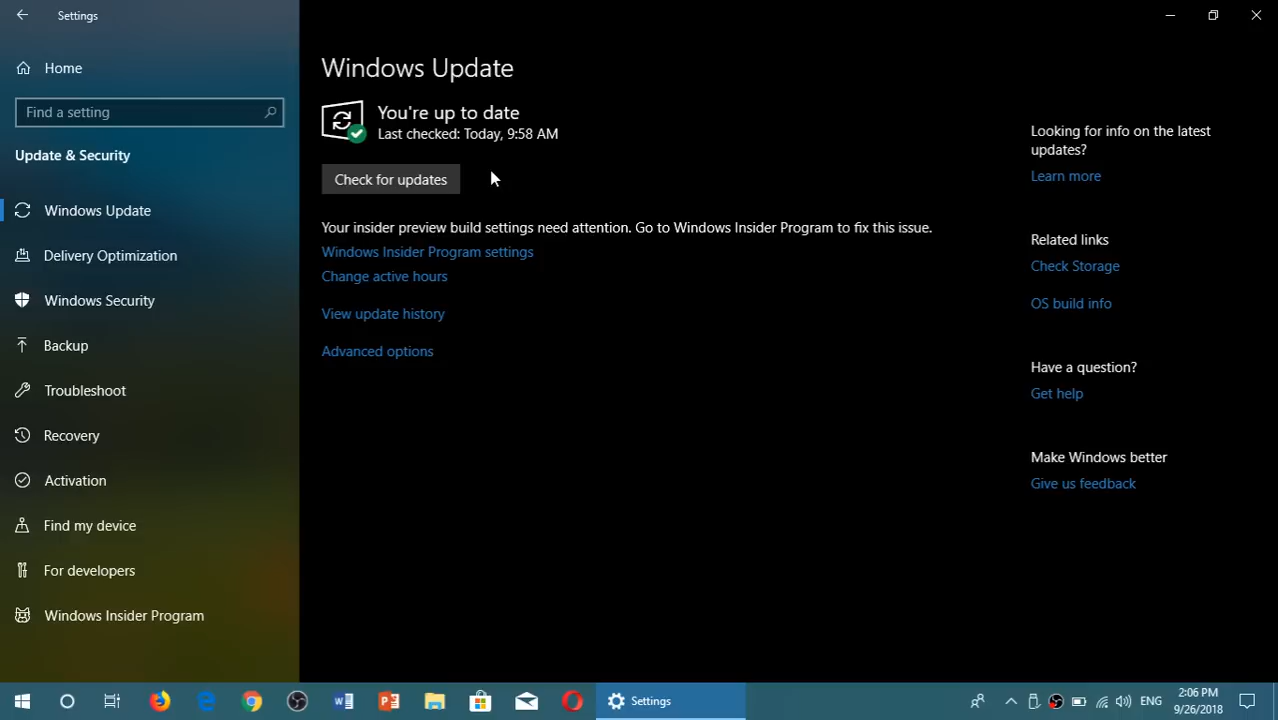 Settings
Home
Find a setting
Update & Security
Windows Update
Delivery Optimization
Windows Security
Backup
Troubleshoot
Recovery
Activation
Find my device
For developers
Windows Insider Program
Windows Update
You're up to date
Last checked: Today, 9:58 AM
Check for updates
Your insider preview build settings need attention. Go to Windows Insider Program to fix this issue.
Windows Insider Program settings
Change active hours
View update history
Advanced options
Looking for info on the latest
updates?
Learn more
Related links
Check Storage
OS build info
Have a question?
Get help
Make Windows better
Give us feedback
Settings
ENG
2:06 PM
9/26/2018